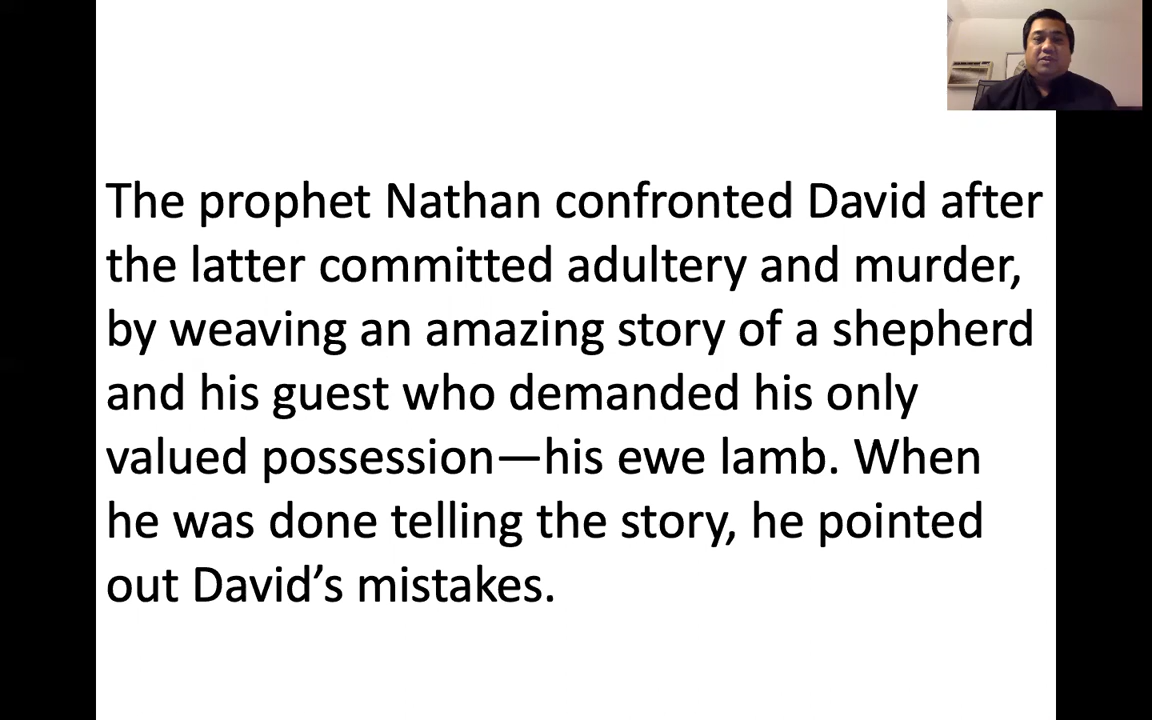 The prophet Nathan confronted David after
the latter committed adultery and murder,
by weaving an amazing story of a shepherd
and his guest who demanded his only
valued possession—his ewe lamb. When
he was done telling the story, he pointed
out David’s mistakes.